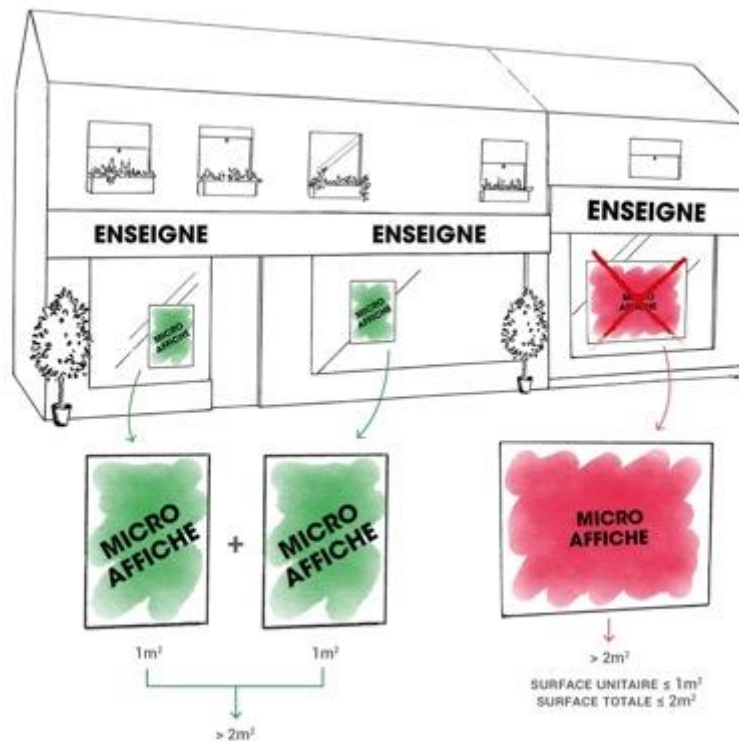 ENSEIGNE
ENSEIGNE
ENSEIGNE
MICRO
AFFICHE
MICRO
AFFICHE
MICRO
AFFICHE
MICRO
AFFICHE
+
MICRO
AFFICHE
MICRO
AFFICHE
1m²
1m²
> 2m²
> 2m²
SURFACE UNITAIRE ≤ 1m²
SURFACE TOTALE ≤ 2m²